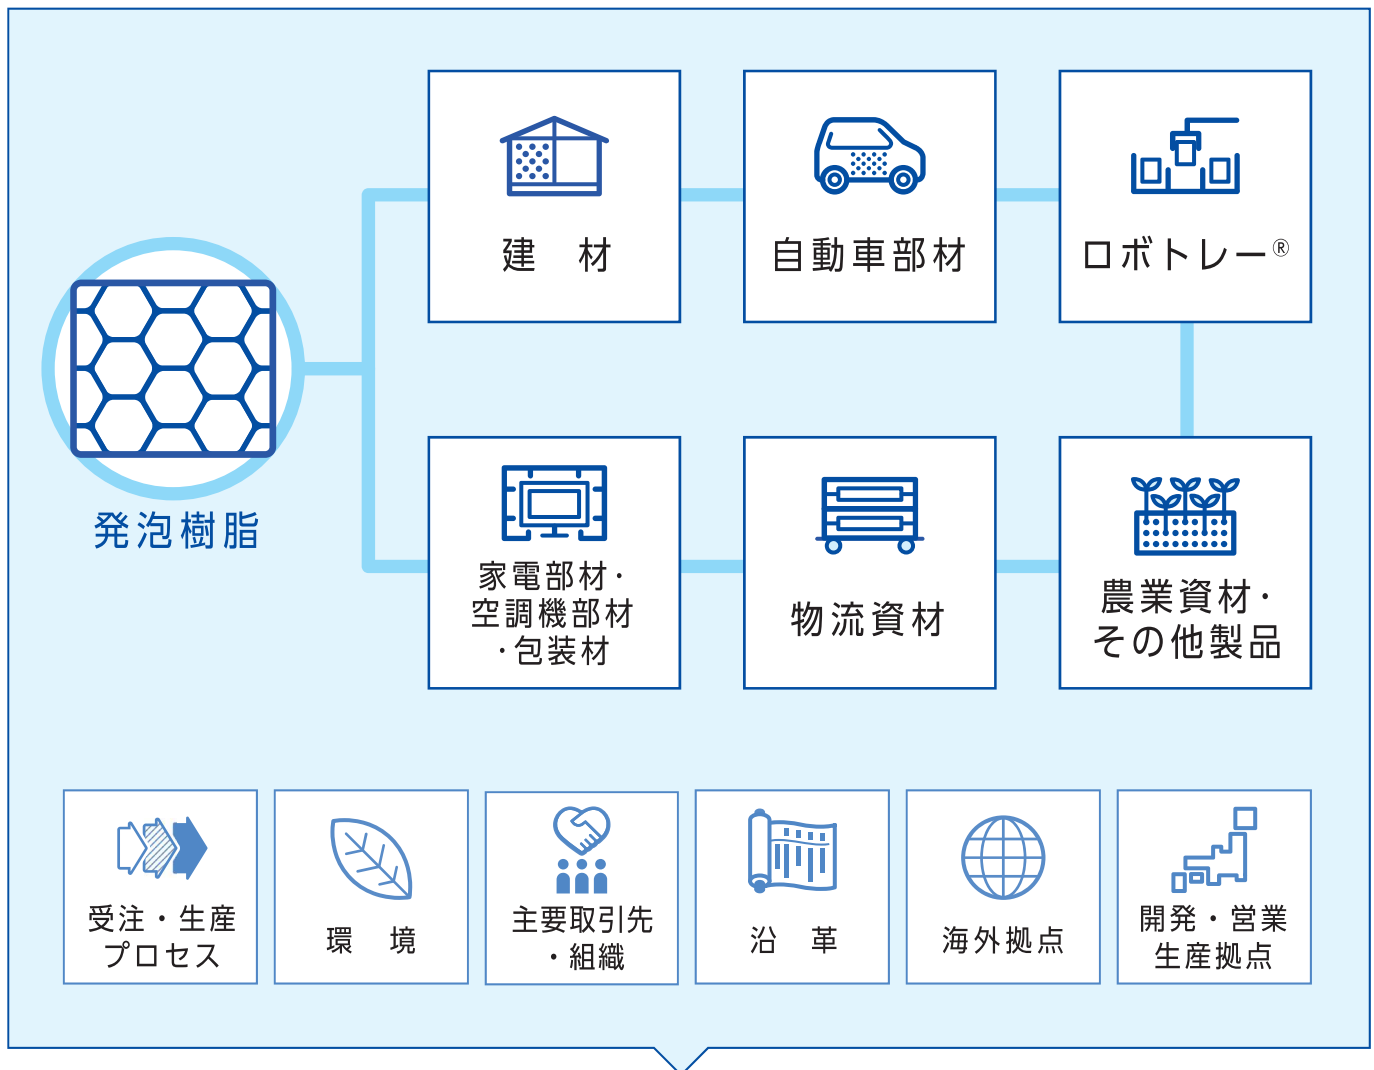 建　材
自動車部材
ロボトレー®
発泡樹脂
家電部材・
空調機部材
・包装材
物流資材
農業資材・
その他製品
受注・生産
プロセス
環　境
主要取引先
・組織
沿　革
海外拠点
開発・営業
生産拠点